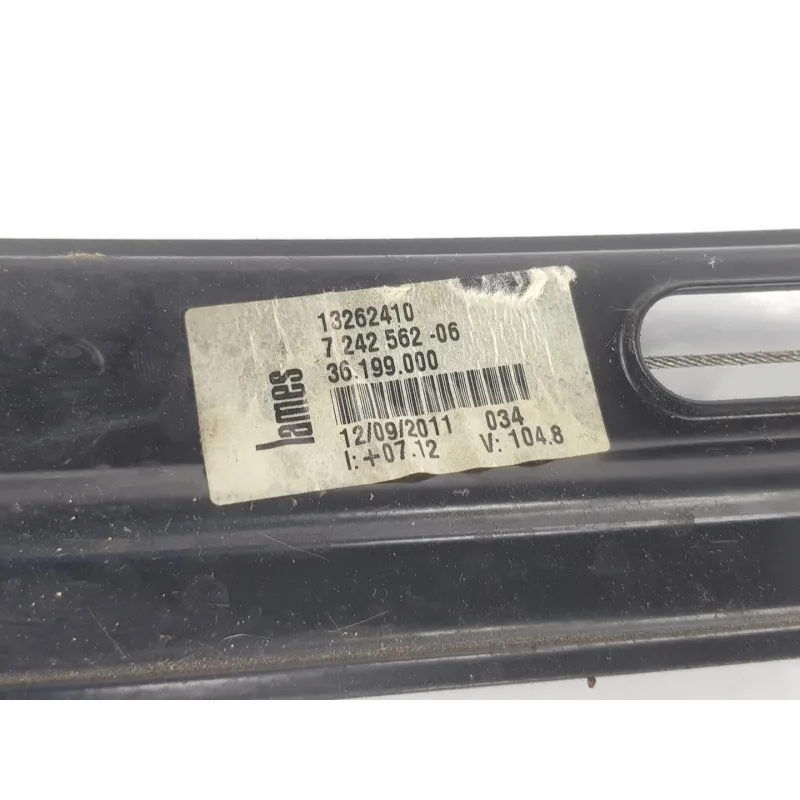 lames
13262410
7 242 562 -06
36.199.000
12/09/2011 034
I: +07.12 V: 104.8